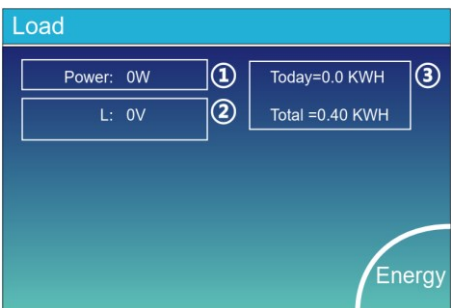 Load
Power: 0W ①
L: 0V ②
Today=0.0 KWH ③
Total =0.40 KWH
Energy